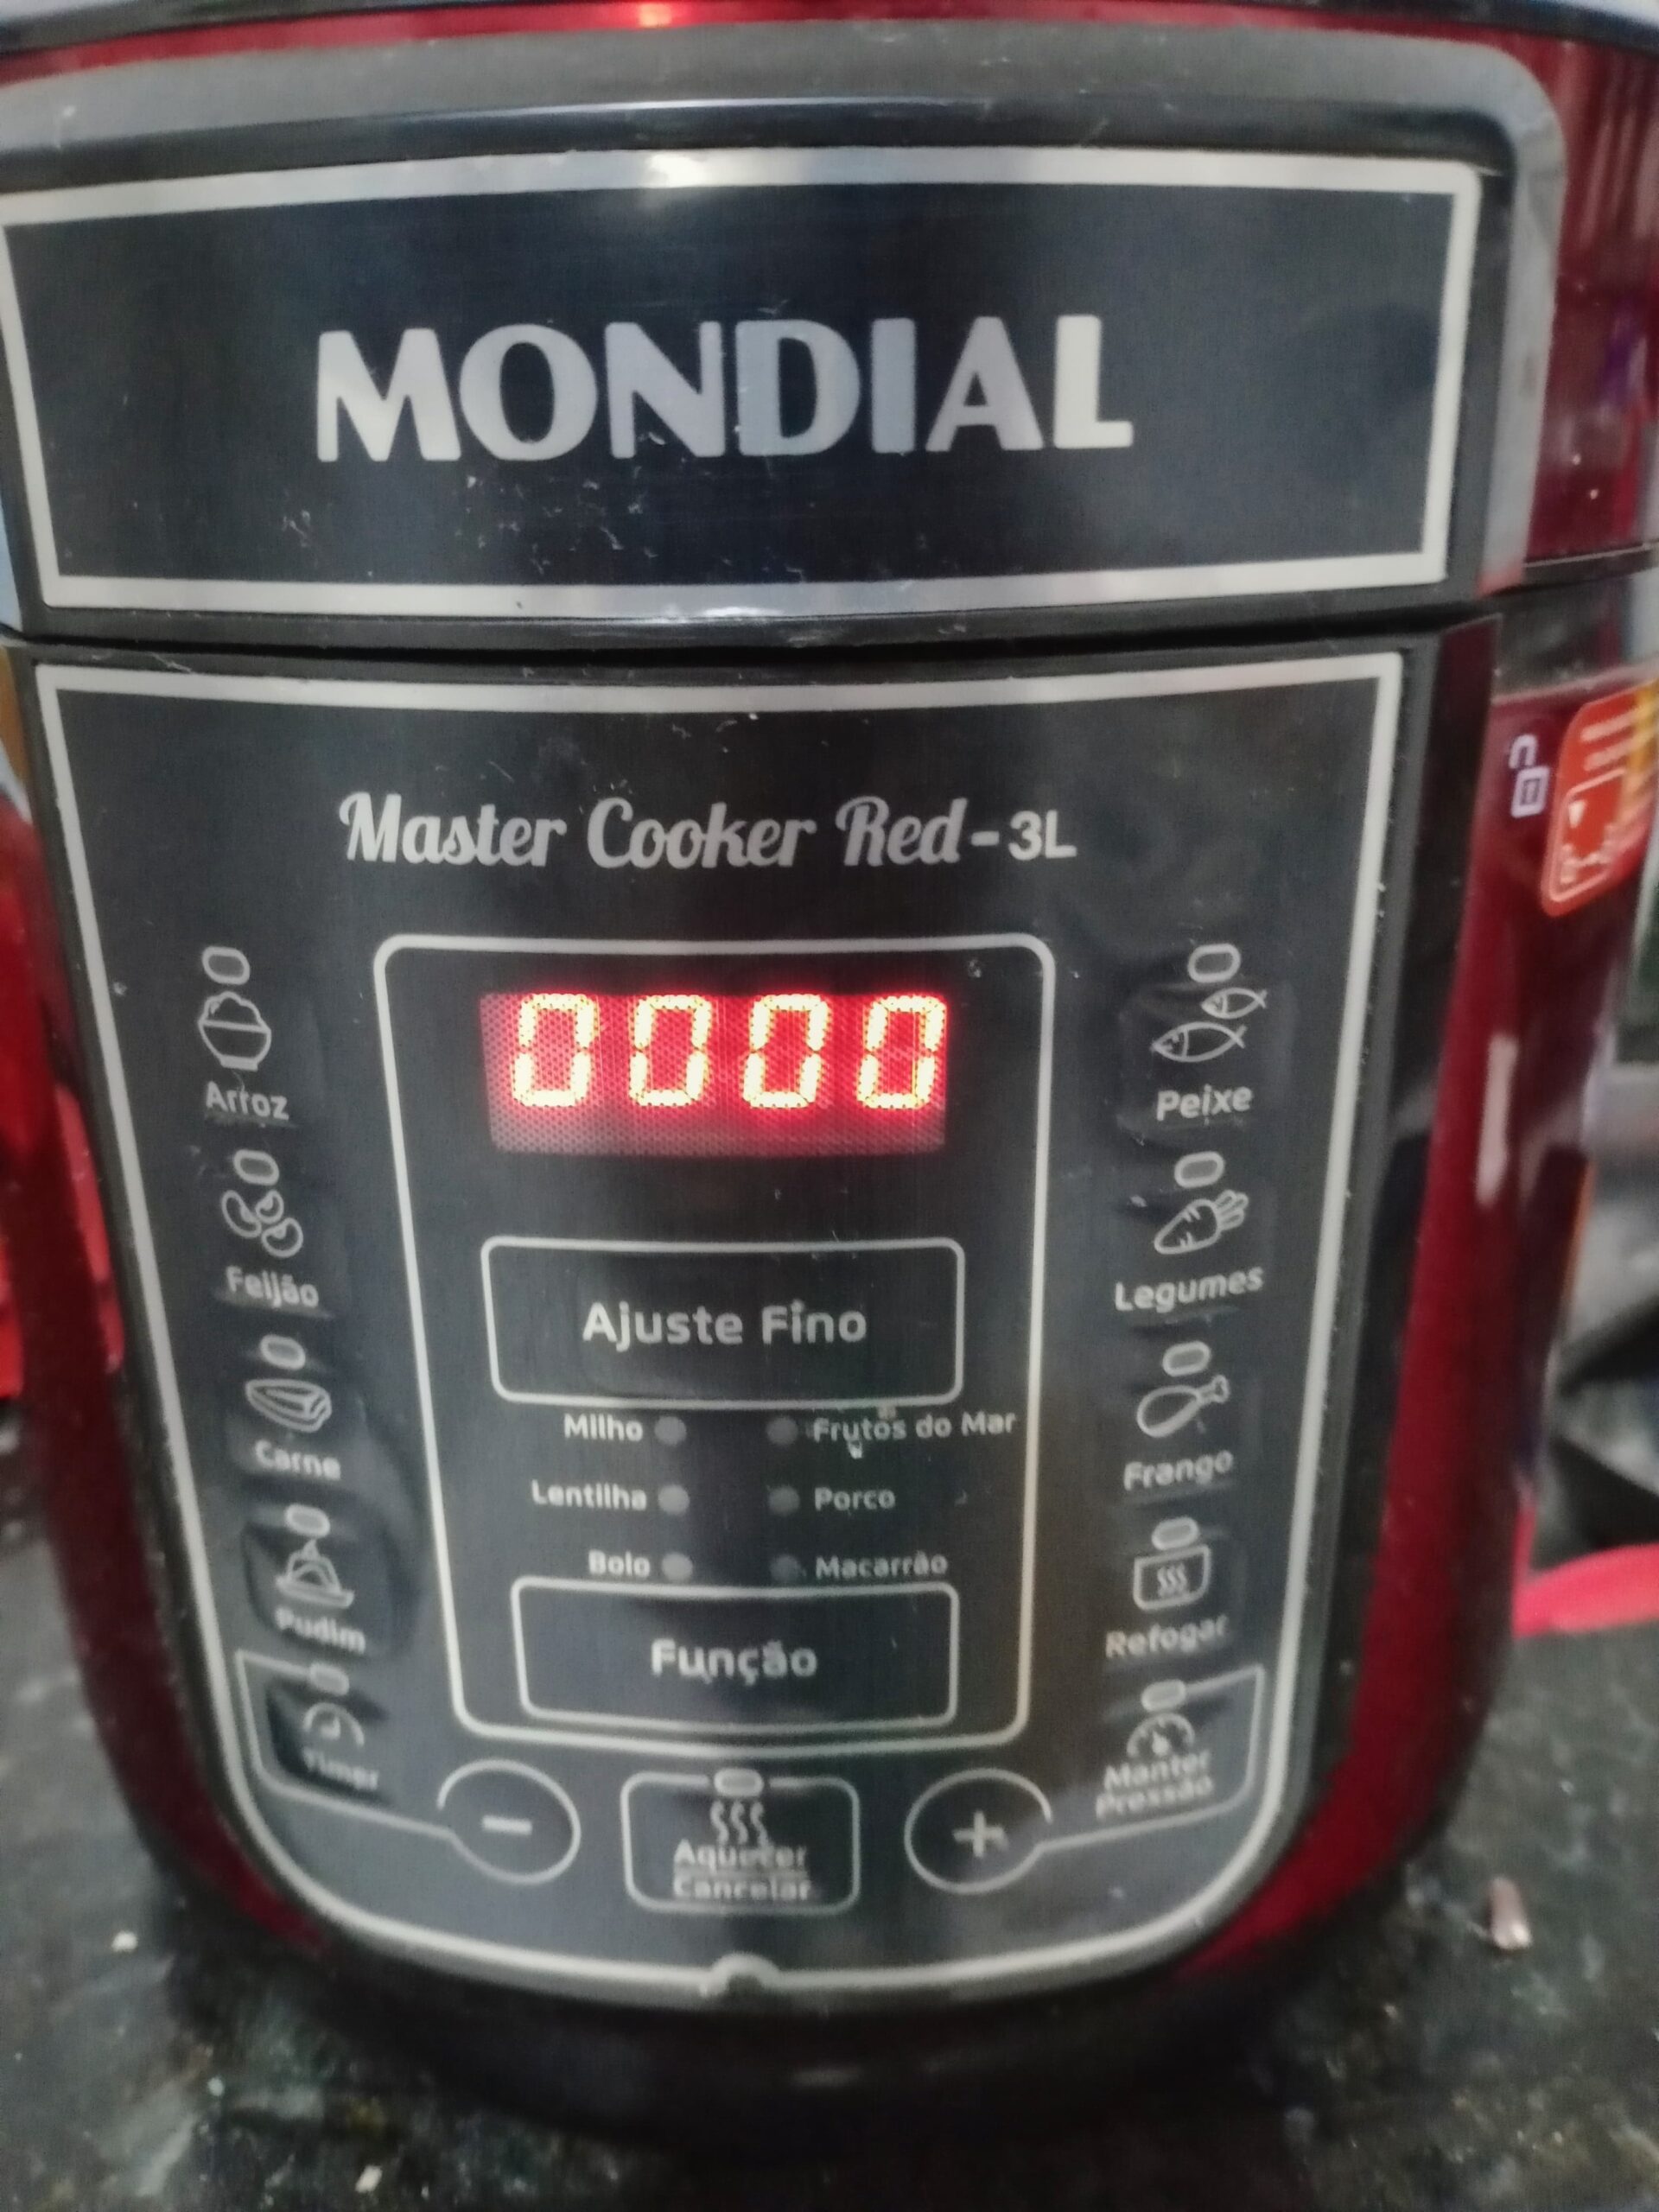 MONDIAL
Master Cooker Red-3L
0000
Arroz
Peixe
Feijão
Legumes
Ajuste Fino
Milho
Frutos do Mar
Carne
Frango
Lentilha
Porco
Bolo
Macarrão
Pudim
Refogar
Função
Timer
Manter
Pressão
-
+
Aquecer
Cancelar